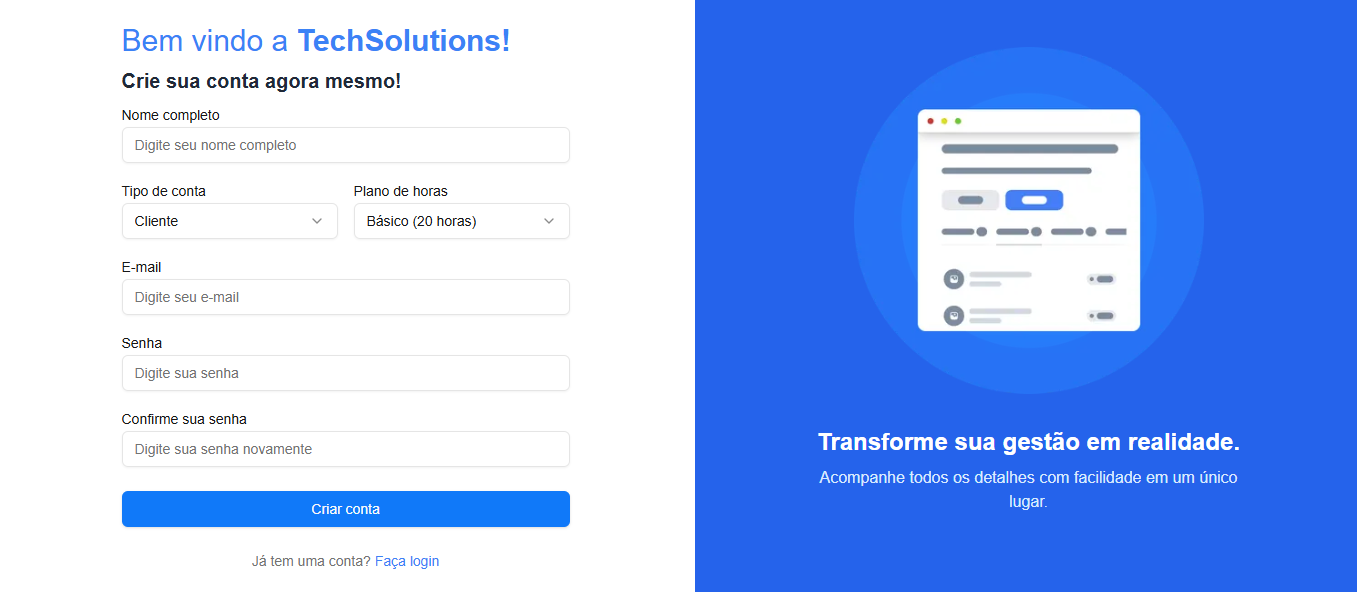 Bem vindo a TechSolutions!
Crie sua conta agora mesmo!
Nome completo
Digite seu nome completo
Tipo de conta
Cliente
Plano de horas
Básico (20 horas)
E-mail
Digite seu e-mail
Senha
Digite sua senha
Confirme sua senha
Digite sua senha novamente
Criar conta
Já tem uma conta? Faça login
Transforme sua gestão em realidade.
Acompanhe todos os detalhes com facilidade em um único
lugar.